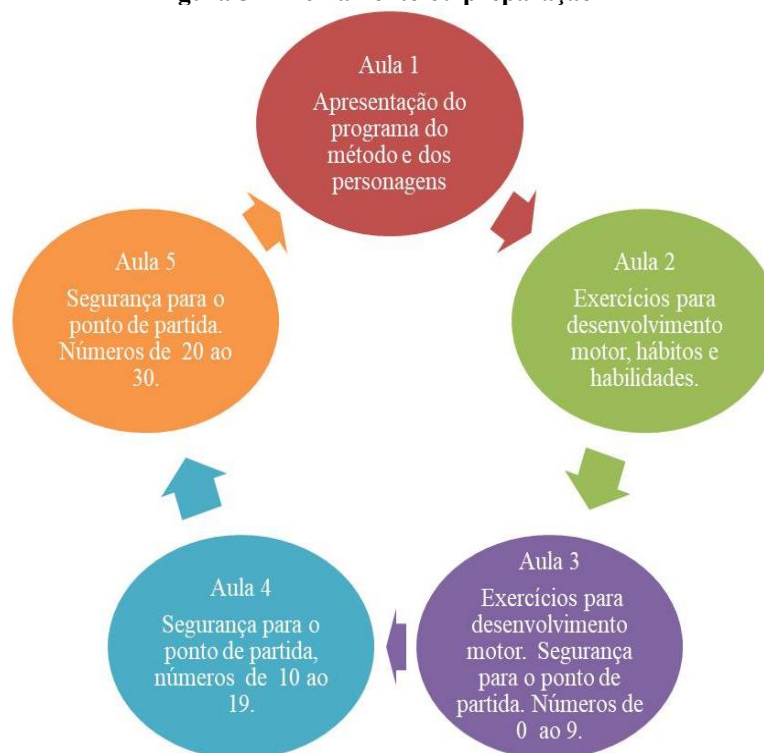 Aula 1
Apresentação do
programa do
método e dos
personagens
Aula 2
Exercícios para
desenvolvimento
motor, hábitos e
habilidades.
Aula 3
Exercícios para
desenvolvimento
motor. Segurança
para o ponto de
partida. Números de
0 ao 9.
Aula 4
Segurança para o
ponto de partida,
números de 10 ao
19.
Aula 5
Segurança para o
ponto de partida.
Números de 20 ao
30.